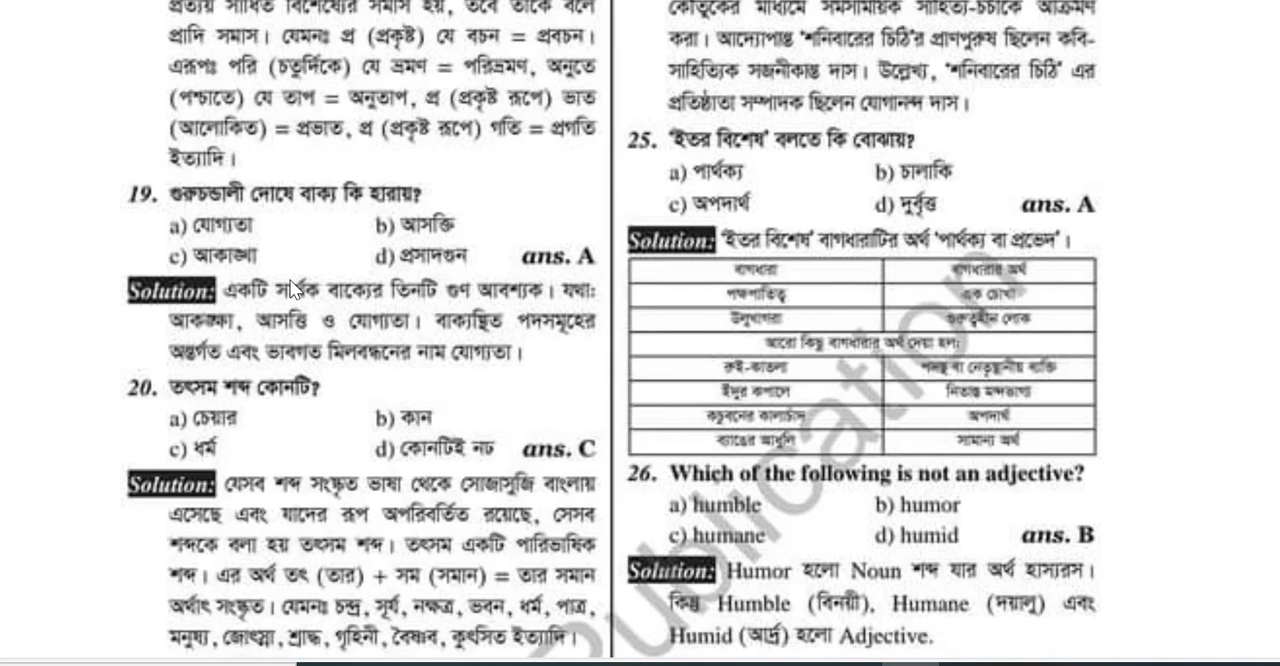 প্রত্যয় সাধিত বিশেষ্যের সমাস হয়, তবে তাকে বলে
প্রাদি সমাস। যেমনঃ প্র (প্রকৃষ্ট) যে বচন = প্রবচন।
এরূপঃ পরি (চতুর্দিকে) যে ভ্রমণ = পরিভ্রমণ, অনুতে
(পশ্চাতে) যে তাপ = অনুতাপ, প্র (প্রকৃষ্ট রূপে) ভাত
(আলোকিত) = প্রভাত, প্র (প্রকৃষ্ট রূপে) গতি = প্রগতি
ইত্যাদি।
19. গুরুচন্ডালী দোষে বাক্য কি হারায়?
a) যোগ্যতা b) আসক্তি
c) আকাঙ্খা d) প্রসাদগুন ans. A
Solution: একটি সার্থক বাক্যের তিনটি গুণ আবশ্যক। যথাঃ
আকাঙ্ক্ষা, আসত্তি ও যোগ্যতা। বাক্যস্থিত পদসমূহের
অন্তর্গত এবং ভাবগত মিলবন্ধনের নাম যোগ্যতা।
20. তৎসম শব্দ কোনটি?
a) চেয়ার b) কান
c) ধর্ম d) কোনটিই নয় ans. C
Solution: যেসব শব্দ সংস্কৃত ভাষা থেকে সোজাসুজি বাংলায়
এসেছে এবং যাদের রূপ অপরিবর্তিত রয়েছে, সেসব
শব্দকে বলা হয় তৎসম শব্দ। তৎসম একটি পারিভাষিক
শব্দ। এর অর্থ তৎ (তার) + সম (সমান) = তার সমান
অর্থাৎ সংস্কৃত। যেমনঃ চন্দ্র, সূর্য, নক্ষত্র, ভবন, ধর্ম, পাত্র,
মনুষ্য, জোৎস্না, শ্রাদ্ধ, গৃহিনী, বৈষ্ণব, কুৎসিত ইত্যাদি।
কৌতুকের মাধ্যমে সমসাময়িক সাহিত্য-চর্চাকে আক্রমণ
করা। আদ্যোপান্ত 'শনিবারের চিঠি'র প্রাণপুরুষ ছিলেন কবি-
সাহিত্যিক সজনীকান্ত দাস। উল্লেখ্য, 'শনিবারের চিঠি' এর
প্রতিষ্ঠাতা সম্পাদক ছিলেন যোগানন্দ দাস।
25. 'ইতর বিশেষ' বলতে কি বোঝায়?
a) পার্থক্য b) চালাকি
c) অপদার্থ d) দুর্বৃত্ত ans. A
Solution: 'ইতর বিশেষ' বাগধারাটির অর্থ 'পার্থক্য বা প্রভেদ'।
বাগধারা বাগধারার অর্থ
পক্ষপাতিত্ব এক চোখা
উলুখাগরা গুরুত্বহীন লোক
আরো কিছু বাগধারার অর্থ দেয়া হলঃ
রুই-কাতলা পদস্থ বা নেতৃস্থানীয় ব্যক্তি
ইঁদুর কপালে নিতান্ত মন্দভাগ্য
কচুবনের কালাচাঁদ অপদার্থ
ব্যাঙের আধুলি সামান্য অর্থ
26. Which of the following is not an adjective?
a) humble b) humor
c) humane d) humid ans. B
Solution: Humor হলো Noun শব্দ যার অর্থ হাস্যরস।
কিন্তু Humble (বিনয়ী), Humane (দয়ালু) এবং
Humid (আর্দ্র) হলো Adjective.
Publication